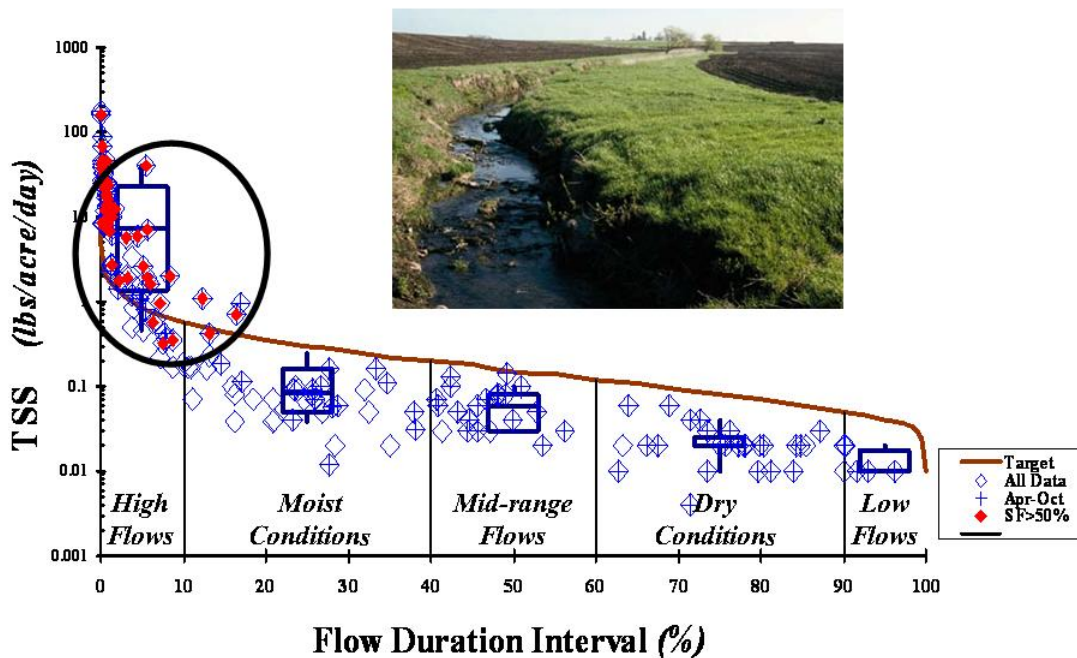 1000
100
10
1
0.1
0.01
0.001
TSS (lbs/acre/day)
High Flows
Moist Conditions
Mid-range Flows
Dry Conditions
Low Flows
0 10 20 30 40 50 60 70 80 90 100
Flow Duration Interval (%)
Target
All Data
Apr-Oct
SF>50%